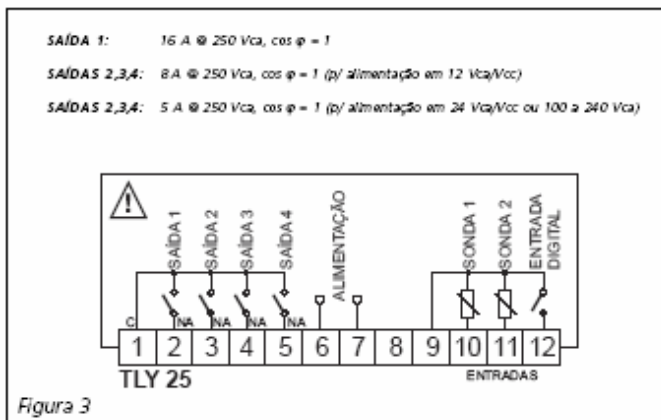 SAÍDA 1: 16 A @ 250 Vca, cos φ = 1
SAÍDAS 2,3,4: 8 A @ 250 Vca, cos φ = 1 (p/ alimentação em 12 Vca/Vcc)
SAÍDAS 2,3,4: 5 A @ 250 Vca, cos φ = 1 (p/ alimentação em 24 Vca/Vcc ou 100 a 240 Vca)
!
SAÍDA 1
SAÍDA 2
SAÍDA 3
SAÍDA 4
ALIMENTAÇÃO
SONDA 1
SONDA 2
ENTRADA
DIGITAL
C NA NA NA NA
1 2 3 4 5 6 7 8 9 10 11 12
TLY 25 ENTRADAS
Figura 3